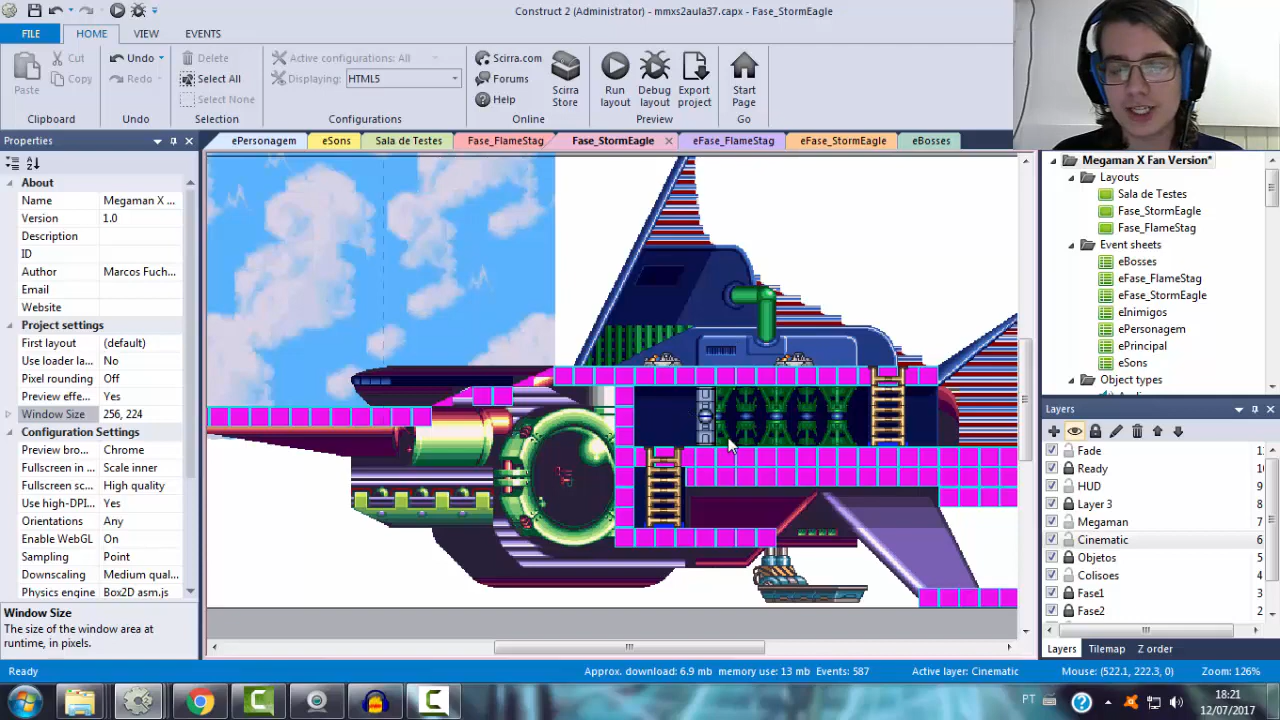 Construct 2 (Administrator) - mmxs2aula37.capx - Fase_StormEagle
FILE HOME VIEW EVENTS
Paste
Cut
Copy
Clipboard
Undo
Redo
Undo
Delete
Select All
Select None
Selection
Active configurations: All
Displaying: HTML5
Configurations
Scirra.com
Forums
Help
Scirra Store
Online
Run layout
Debug layout
Export project
Preview
Start Page
Go
Properties
ePersonagem eSons Sala de Testes Fase_FlameStag Fase_StormEagle eFase_FlameStag eFase_StormEagle eBosses
About
Name Megaman X ...
Version 1.0
Description
ID
Author Marcos Fuch...
Email
Website
Project settings
First layout (default)
Use loader la... No
Pixel rounding Off
Preview effe... Yes
Window Size 256, 224
Configuration Settings
Preview bro... Chrome
Fullscreen in ... Scale inner
Fullscreen sc... High quality
Use high-DPI... Yes
Orientations Any
Enable WebGL On
Sampling Point
Downscaling Medium qual...
Physics engine Box2D asm.js
Window Size
The size of the window area at
runtime, in pixels.
Megaman X Fan Version*
Layouts
Sala de Testes
Fase_StormEagle
Fase_FlameStag
Event sheets
eBosses
eFase_FlameStag
eFase_StormEagle
eInimigos
ePersonagem
ePrincipal
eSons
Object types
Layers
Fade
Ready
HUD 9
Layer 3 8
Megaman 7
Cinematic 6
Objetos 5
Colisoes 4
Fase1 3
Fase2 2
Layers Tilemap Z order
Ready
Approx. download: 6.9 mb memory use: 13 mb Events: 587
Active layer: Cinematic
Mouse: (522.1, 222.3, 0)
Zoom: 126%
PT
18:21
12/07/2017